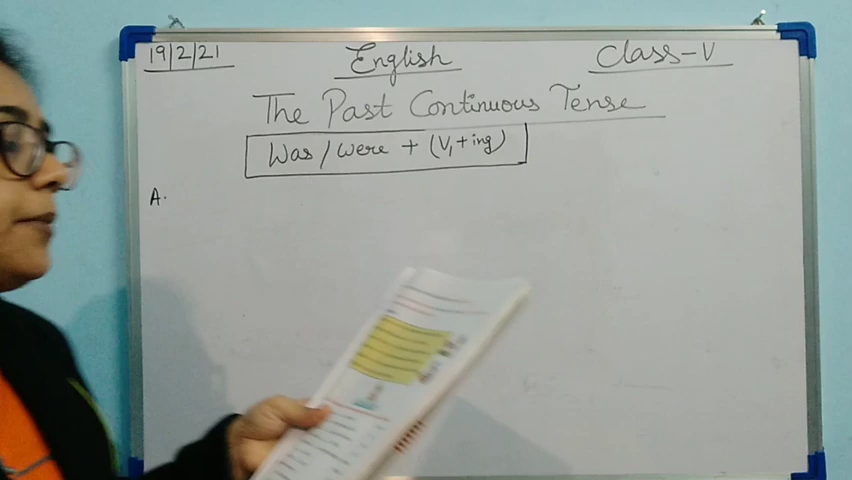 19/2/21 English Class-V
The Past Continuous Tense
Was/were + (V₁+ing)
A.